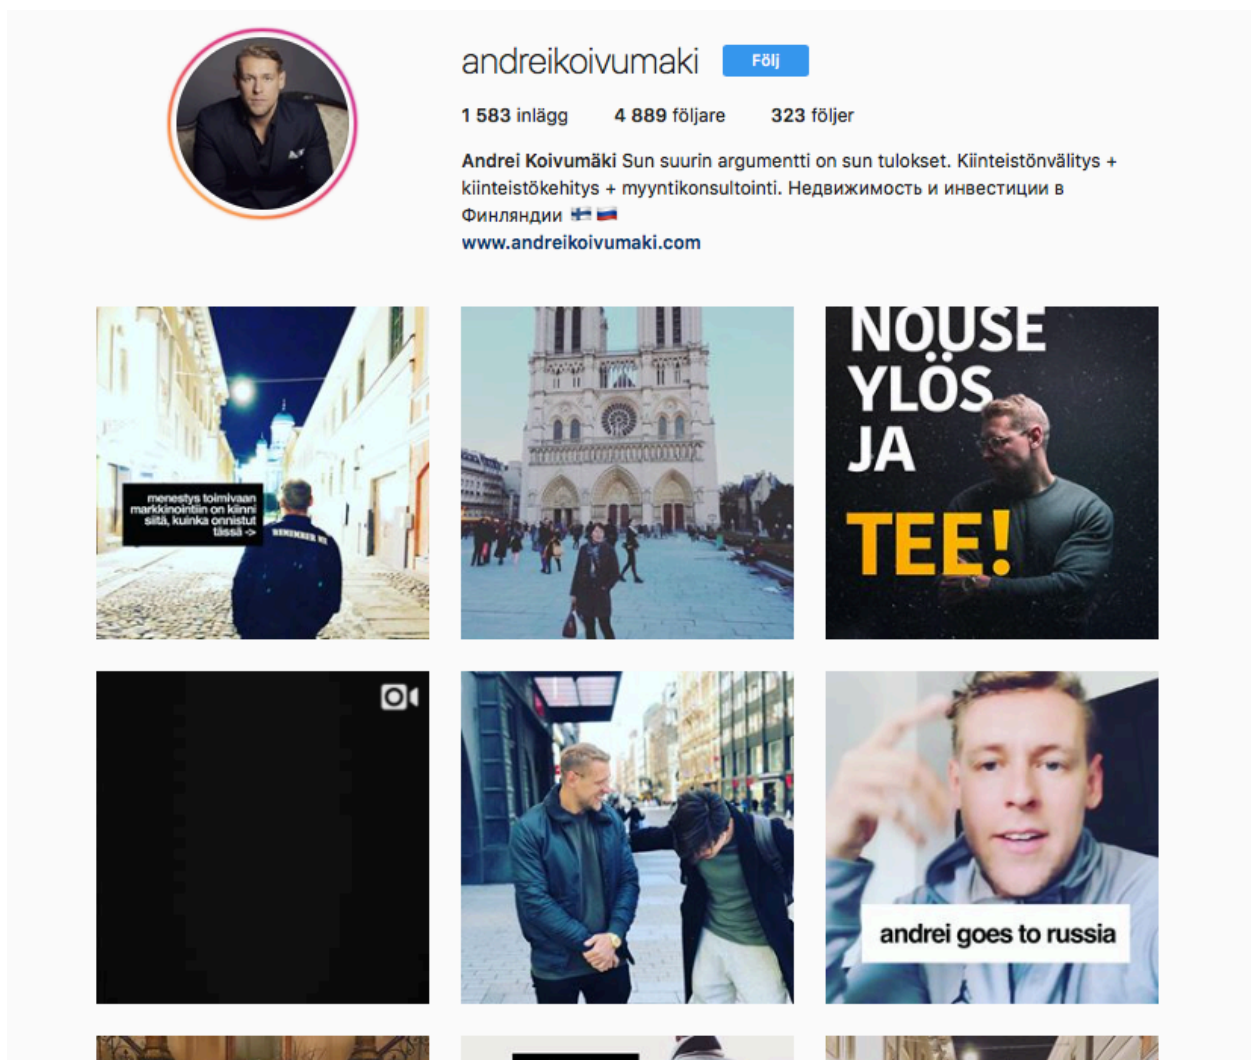 andreikoivumaki Följ
1 583 inlägg 4 889 följare 323 följer
Andrei Koivumäki Sun suurin argumentti on sun tulokset. Kiinteistönvälitys +
kiinteistökehitys + myyntikonsultointi. Недвижимость и инвестиции в
Финляндии 🇫🇮🇷🇺
www.andreikoivumaki.com
menestys toimivaan
markkinointiin on kiinni
siitä, kuinka onnistut
tässä ->
REMEMBER ME
NOUSE
YLÖS
JA
TEE!
andrei goes to russia